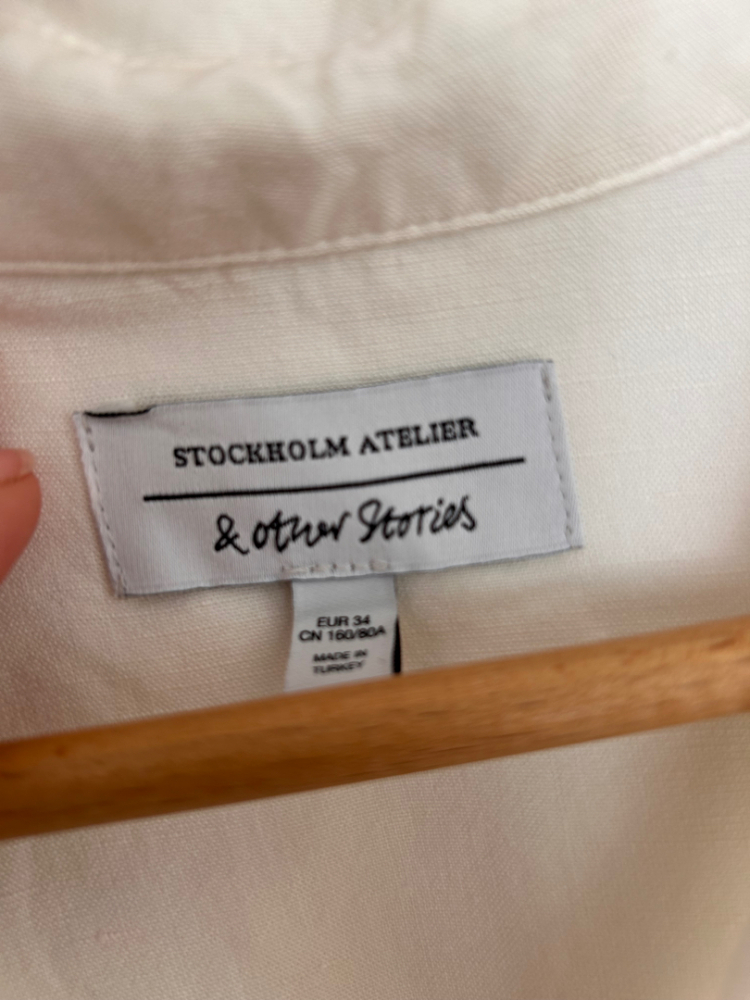 STOCKHOLM ATELIER
& other Stories
EUR 34
CN 160/80A
MADE IN
TURKEY